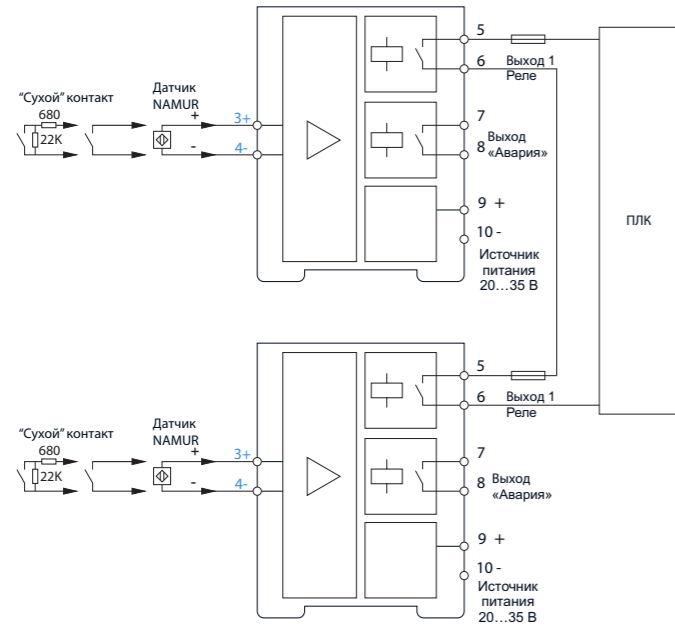 5
6
Выход 1
Реле
"Сухой" контакт
680
22K
Датчик
NAMUR
+
-
3+
4-
7
8
Выход
«Авария»
9 +
10 -
Источник
питания
20...35 В
ПЛК
5
6
Выход 1
Реле
"Сухой" контакт
680
22K
Датчик
NAMUR
+
-
3+
4-
7
8
Выход
«Авария»
9 +
10 -
Источник
питания
20...35 В